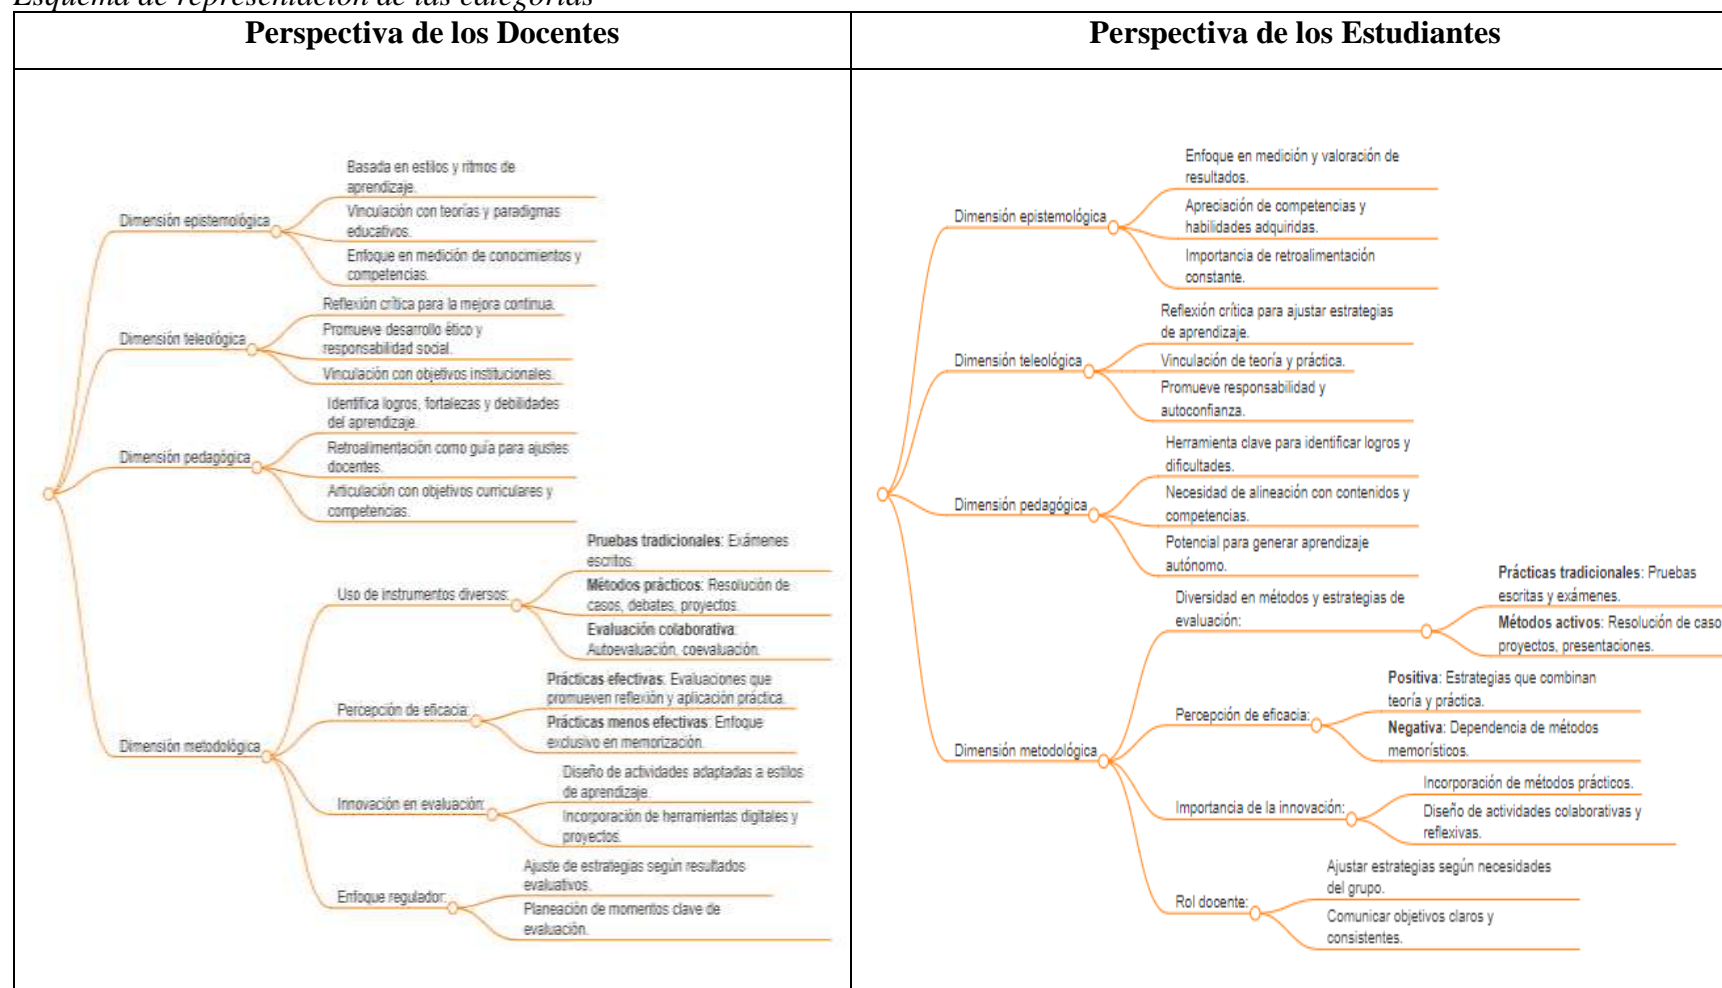 Esquema de representación de las categorías
Perspectiva de los Docentes
Dimensión epistemológica
Basada en estilos y ritmos de
aprendizaje.
Vinculación con teorías y paradigmas
educativos.
Enfoque en medición de conocimientos y
competencias.
Dimensión teleológica
Reflexión crítica para la mejora continua.
Promueve desarrollo ético y
responsabilidad social.
Vinculación con objetivos institucionales.
Dimensión pedagógica
Identifica logros, fortalezas y debilidades
del aprendizaje.
Retroalimentación como guía para ajustes
docentes.
Articulación con objetivos curriculares y
competencias.
Dimensión metodológica
Uso de instrumentos diversos:
Pruebas tradicionales: Exámenes
escritos.
Métodos prácticos: Resolución de
casos, debates, proyectos.
Evaluación colaborativa:
Autoevaluación, coevaluación.
Percepción de eficacia:
Prácticas efectivas: Evaluaciones que
promueven reflexión y aplicación práctica.
Prácticas menos efectivas: Enfoque
exclusivo en memorización.
Innovación en evaluación:
Diseño de actividades adaptadas a estilos
de aprendizaje.
Incorporación de herramientas digitales y
proyectos.
Enfoque regulador:
Ajuste de estrategias según resultados
evaluativos.
Planeación de momentos clave de
evaluación.
Perspectiva de los Estudiantes
Dimensión epistemológica
Enfoque en medición y valoración de
resultados.
Apreciación de competencias y
habilidades adquiridas.
Importancia de retroalimentación
constante.
Dimensión teleológica
Reflexión crítica para ajustar estrategias
de aprendizaje.
Vinculación de teoría y práctica.
Promueve responsabilidad y
autoconfianza.
Dimensión pedagógica
Herramienta clave para identificar logros y
dificultades.
Necesidad de alineación con contenidos y
competencias.
Potencial para generar aprendizaje
autónomo.
Dimensión metodológica
Diversidad en métodos y estrategias de
evaluación:
Prácticas tradicionales: Pruebas
escritas y exámenes.
Métodos activos: Resolución de caso
proyectos, presentaciones.
Percepción de eficacia:
Positiva: Estrategias que combinan
teoría y práctica.
Negativa: Dependencia de métodos
memorísticos.
Importancia de la innovación:
Incorporación de métodos prácticos.
Diseño de actividades colaborativas y
reflexivas.
Rol docente:
Ajustar estrategias según necesidades
del grupo.
Comunicar objetivos claros y
consistentes.